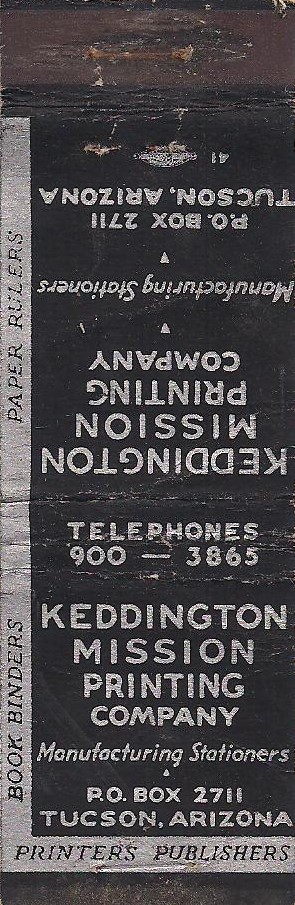 41
P.O. BOX 2711
TUCSON, ARIZONA
Manufacturing Stationers
KEDDINGTON
MISSION
PRINTING
COMPANY
TELEPHONES
900 — 3865
KEDDINGTON
MISSION
PRINTING
COMPANY
Manufacturing Stationers
P.O. BOX 2711
TUCSON, ARIZONA
PAPER RULERS
BOOK BINDERS
PRINTERS PUBLISHERS